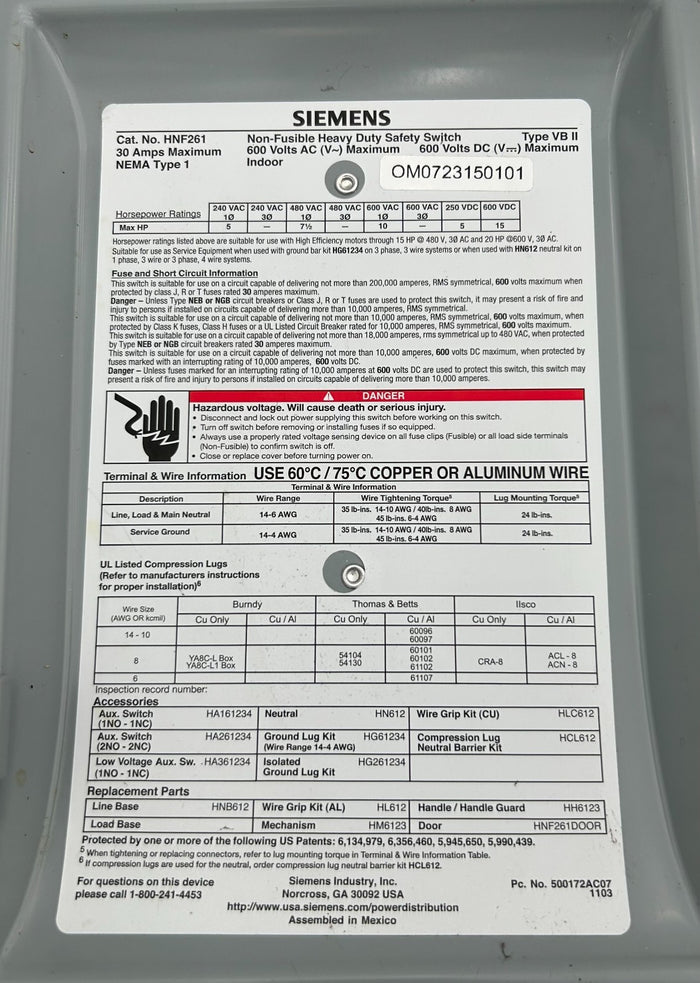 SIEMENS
Cat. No. HNF261 Non-Fusible Heavy Duty Safety Switch Type VB II
30 Amps Maximum 600 Volts AC (V~) Maximum 600 Volts DC (V⎓) Maximum
NEMA Type 1 Indoor
OM0723150101
Horsepower Ratings 240 VAC 1Ø 240 VAC 3Ø 480 VAC 1Ø 480 VAC 3Ø 600 VAC 1Ø 600 VAC 3Ø 250 VDC 600 VDC
Max HP 5 – 7½ – 10 – 5 15
Horsepower ratings listed above are suitable for use with High Efficiency motors through 15 HP @ 480 V, 3Ø AC and 20 HP @600 V, 3Ø AC.
Suitable for use as Service Equipment when used with ground bar kit HG61234 on 3 phase, 3 wire systems or when used with HN612 neutral kit on
1 phase, 3 wire or 3 phase, 4 wire systems.
Fuse and Short Circuit Information
This switch is suitable for use on a circuit capable of delivering not more than 200,000 amperes, RMS symmetrical, 600 volts maximum when
protected by class J, R or T fuses rated 30 amperes maximum.
Danger – Unless Type NEB or NGB circuit breakers or Class J, R or T fuses are used to protect this switch, it may present a risk of fire and
injury to persons if installed on circuits capable of delivering more than 10,000 amperes, RMS symmetrical.
This switch is suitable for use on a circuit capable of delivering not more than 10,000 amperes, RMS symmetrical, 600 volts maximum, when
protected by Class K fuses, Class H fuses or a UL Listed Circuit Breaker rated for 10,000 amperes, RMS symmetrical, 600 volts maximum.
This switch is suitable for use on a circuit capable of delivering not more than 18,000 amperes, rms symmetrical up to 480 VAC, when protected
by Type NEB or NGB circuit breakers rated 30 amperes maximum.
This switch is suitable for use on a circuit capable of delivering not more than 10,000 amperes, 600 volts DC maximum, when protected by
fuses marked with an interrupting rating of 10,000 amperes, 600 volts DC.
Danger – Unless fuses marked for an interrupting rating of 10,000 amperes at 600 volts DC are used to protect this switch, this switch may
present a risk of fire and injury to persons if installed on circuits capable of delivering more than 10,000 amperes.
DANGER
Hazardous voltage. Will cause death or serious injury.
• Disconnect and lock out power supplying this switch before working on this switch.
• Turn off switch before removing or installing fuses if so equipped.
• Always use a properly rated voltage sensing device on all fuse clips (Fusible) or all load side terminals
(Non-Fusible) to confirm switch is off.
• Close or replace cover before turning power on.
Terminal & Wire Information USE 60°C / 75°C COPPER OR ALUMINUM WIRE
Terminal & Wire Information
Description Wire Range Wire Tightening Torque⁵ Lug Mounting Torque⁵
Line, Load & Main Neutral 14-6 AWG 35 lb-ins. 14-10 AWG / 40lb-ins. 8 AWG 45 lb-ins. 6-4 AWG 24 lb-ins.
Service Ground 14-4 AWG 35 lb-ins. 14-10 AWG / 40lb-ins. 8 AWG 45 lb-ins. 6-4 AWG 24 lb-ins.
UL Listed Compression Lugs
(Refer to manufacturers instructions
for proper installation)⁶
Wire Size (AWG OR kcmil) Burndy Thomas & Betts Ilsco
Cu Only Cu / Al Cu Only Cu / Al Cu Only Cu / Al
14 - 10 60096 60097
8 YA8C-L Box YA8C-L1 Box 54104 54130 60101 60102 61102 CRA-8 ACL - 8 ACN - 8
6 61107
Inspection record number:
Accessories
Aux. Switch (1NO - 1NC) HA161234 Neutral HN612 Wire Grip Kit (CU) HLC612
Aux. Switch (2NO - 2NC) HA261234 Ground Lug Kit (Wire Range 14-4 AWG) HG61234 Compression Lug Neutral Barrier Kit HCL612
Low Voltage Aux. Sw. (1NO - 1NC) HA361234 Isolated Ground Lug Kit HG261234
Replacement Parts
Line Base HNB612 Wire Grip Kit (AL) HL612 Handle / Handle Guard HH6123
Load Base – Mechanism HM6123 Door HNF261DOOR
Protected by one or more of the following US Patents: 6,134,979, 6,356,460, 5,945,650, 5,990,439.
⁵ When tightening or replacing connectors, refer to lug mounting torque in Terminal & Wire Information Table.
⁶ If compression lugs are used for the neutral, order compression lug neutral barrier kit HCL612.
For questions on this device Siemens Industry, Inc. Pc. No. 500172AC07
please call 1-800-241-4453 Norcross, GA 30092 USA 1103
http://www.usa.siemens.com/powerdistribution
Assembled in Mexico